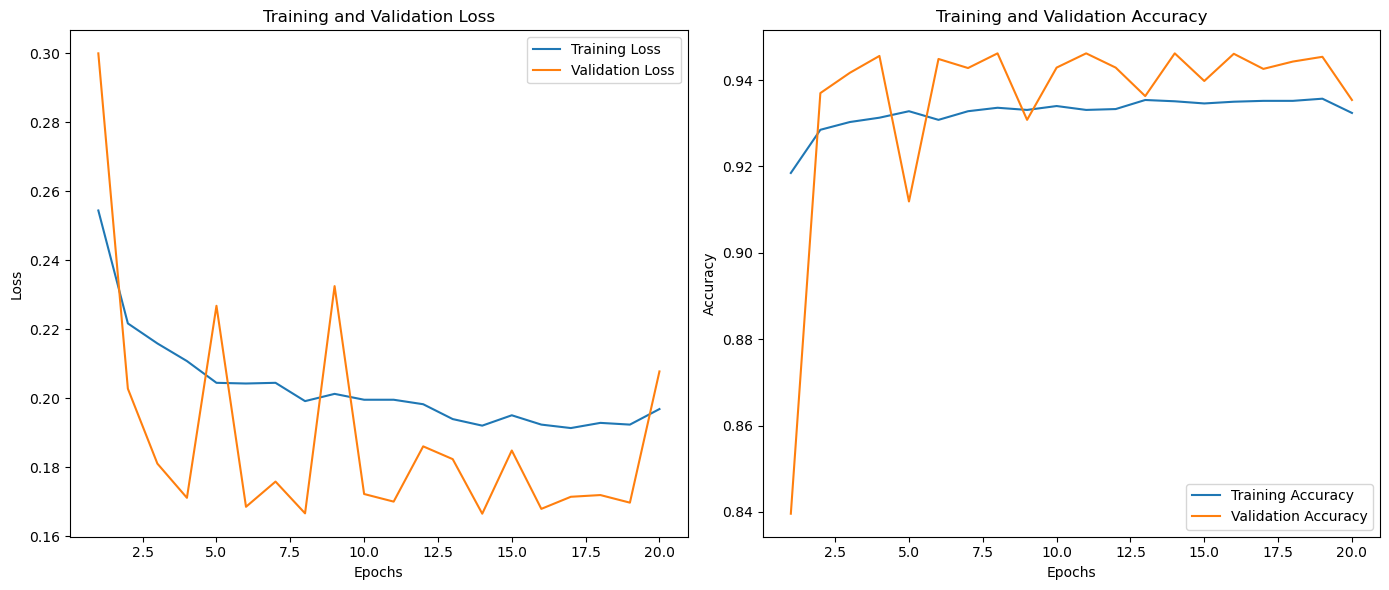 Training and Validation Loss
Training Loss
Validation Loss
0.30
0.28
0.26
0.24
0.22
0.20
0.18
0.16
Loss
2.5 5.0 7.5 10.0 12.5 15.0 17.5 20.0
Epochs
Training and Validation Accuracy
0.94
0.92
0.90
0.88
0.86
0.84
Accuracy
Training Accuracy
Validation Accuracy
2.5 5.0 7.5 10.0 12.5 15.0 17.5 20.0
Epochs